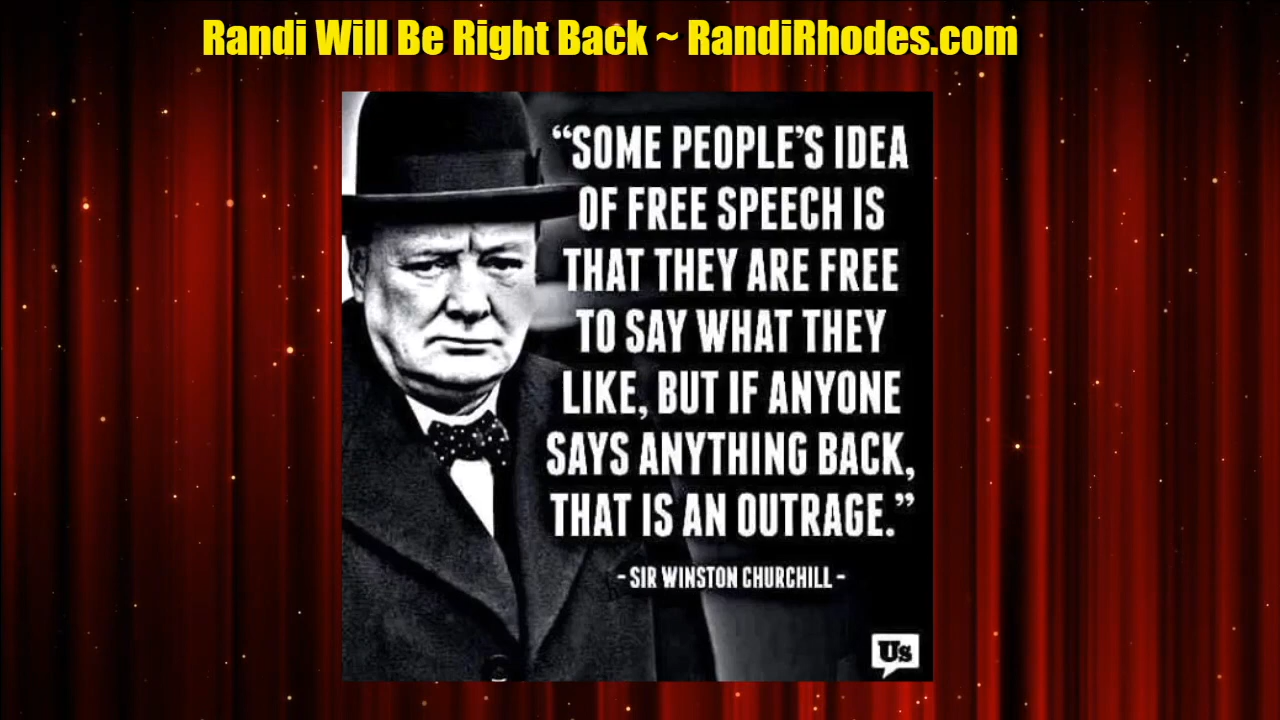 Randi Will Be Right Back ~ RandiRhodes.com
“SOME PEOPLE’S IDEA
OF FREE SPEECH IS
THAT THEY ARE FREE
TO SAY WHAT THEY
LIKE, BUT IF ANYONE
SAYS ANYTHING BACK,
THAT IS AN OUTRAGE.”
- SIR WINSTON CHURCHILL -
Us